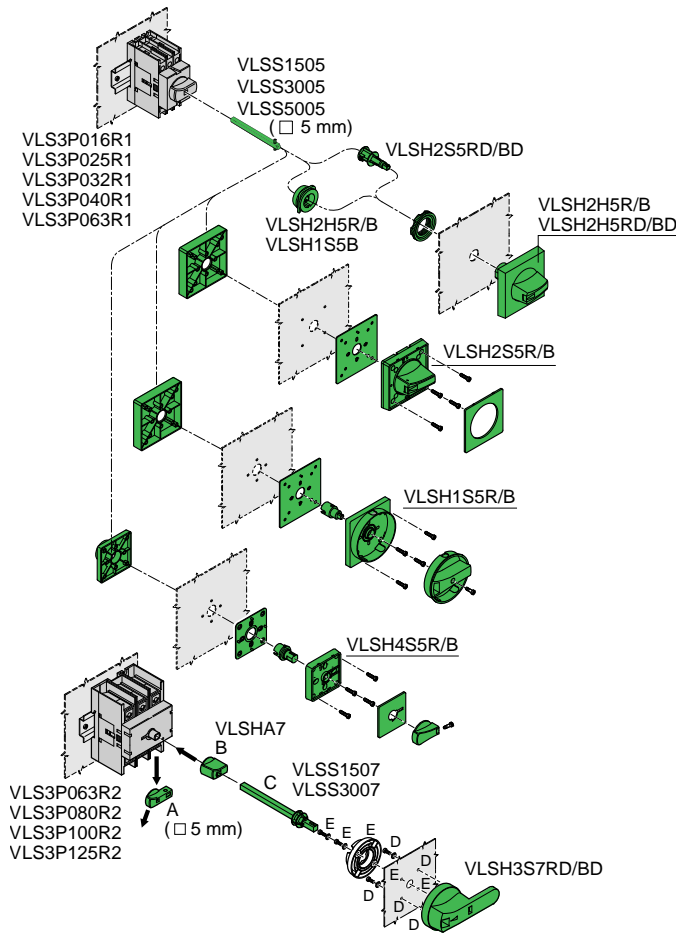 VLSS1505
VLSS3005
VLSS5005
(□ 5 mm)
VLS3P016R1
VLS3P025R1
VLS3P032R1
VLS3P040R1
VLS3P063R1
VLSH2S5RD/BD
VLSH2H5R/B
VLSH1S5B
VLSH2H5R/B
VLSH2H5RD/BD
VLSH2S5R/B
VLSH1S5R/B
VLSH4S5R/B
VLSHA7
B
VLSS1507
VLSS3007
C
VLS3P063R2
VLS3P080R2
VLS3P100R2
VLS3P125R2
A
(□ 5 mm)
E
E
E
D
D
E
E
D
D
D
VLSH3S7RD/BD